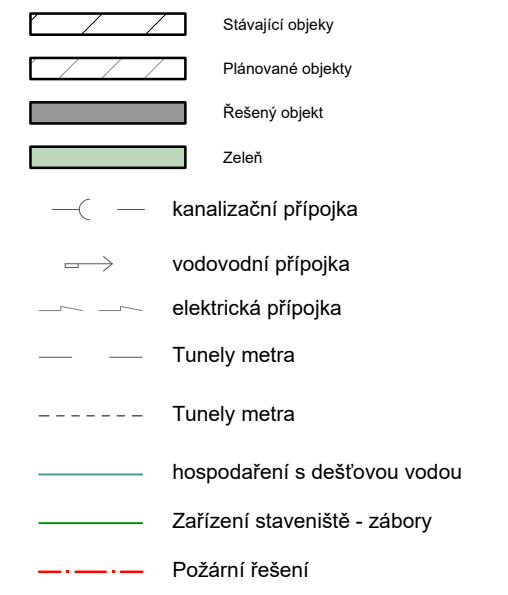 Stávající objeky
Plánované objekty
Řešený objekt
Zeleň
kanalizační přípojka
vodovodní přípojka
elektrická přípojka
Tunely metra
Tunely metra
hospodaření s dešťovou vodou
Zařízení staveniště - zábory
Požární řešení